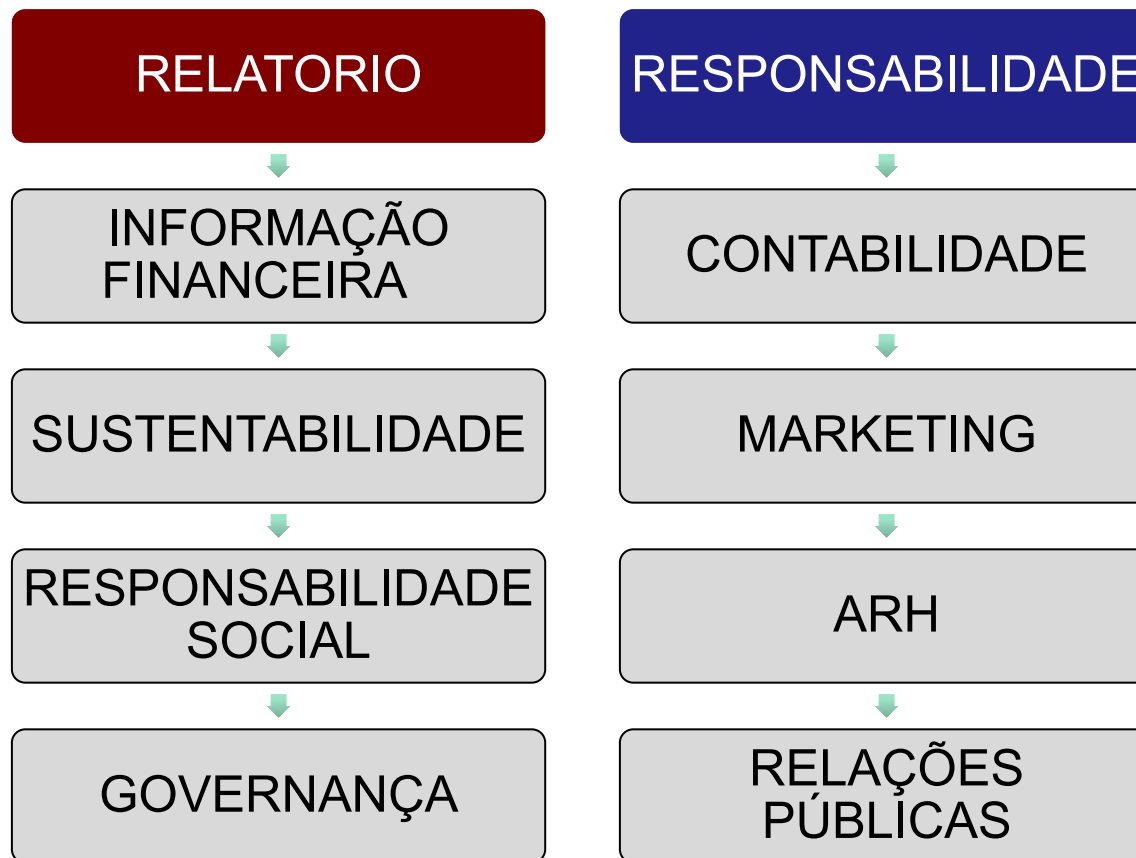 RELATORIO
INFORMAÇÃO
FINANCEIRA
SUSTENTABILIDADE
RESPONSABILIDADE
SOCIAL
GOVERNANÇA
RESPONSABILIDADE
CONTABILIDADE
MARKETING
ARH
RELAÇÕES
PÚBLICAS